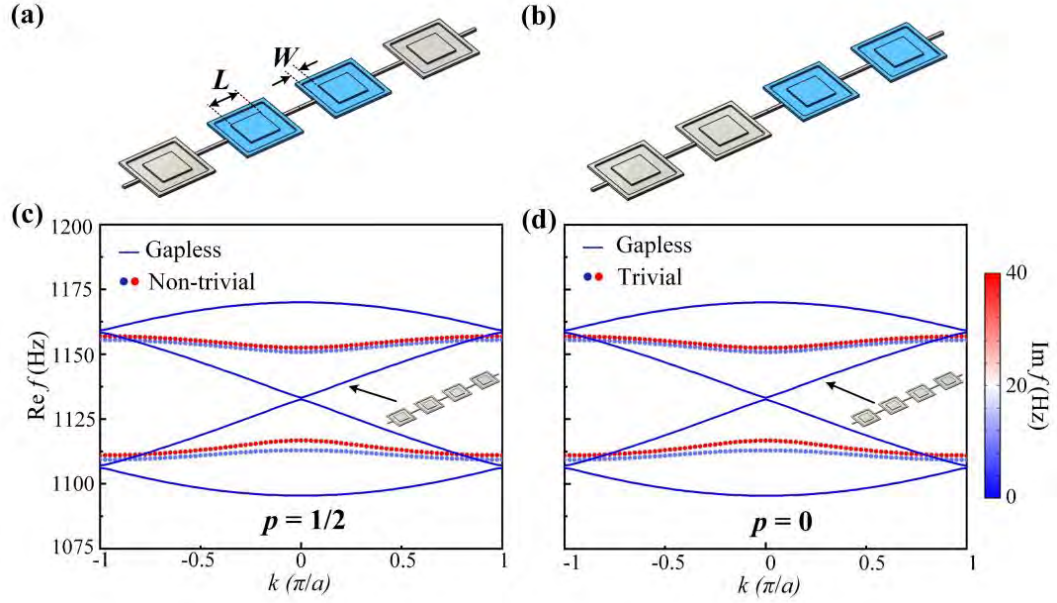 (a)
(b)
L
W
(c)
(d)
Re f (Hz)
1200
1175
1150
1125
1100
1075
Gapless
Non-trivial
p = 1/2
-1
-0.5
0
0.5
1
k (π/a)
Gapless
Trivial
p = 0
-1
-0.5
0
0.5
1
k (π/a)
40
20
0
Im f (Hz)